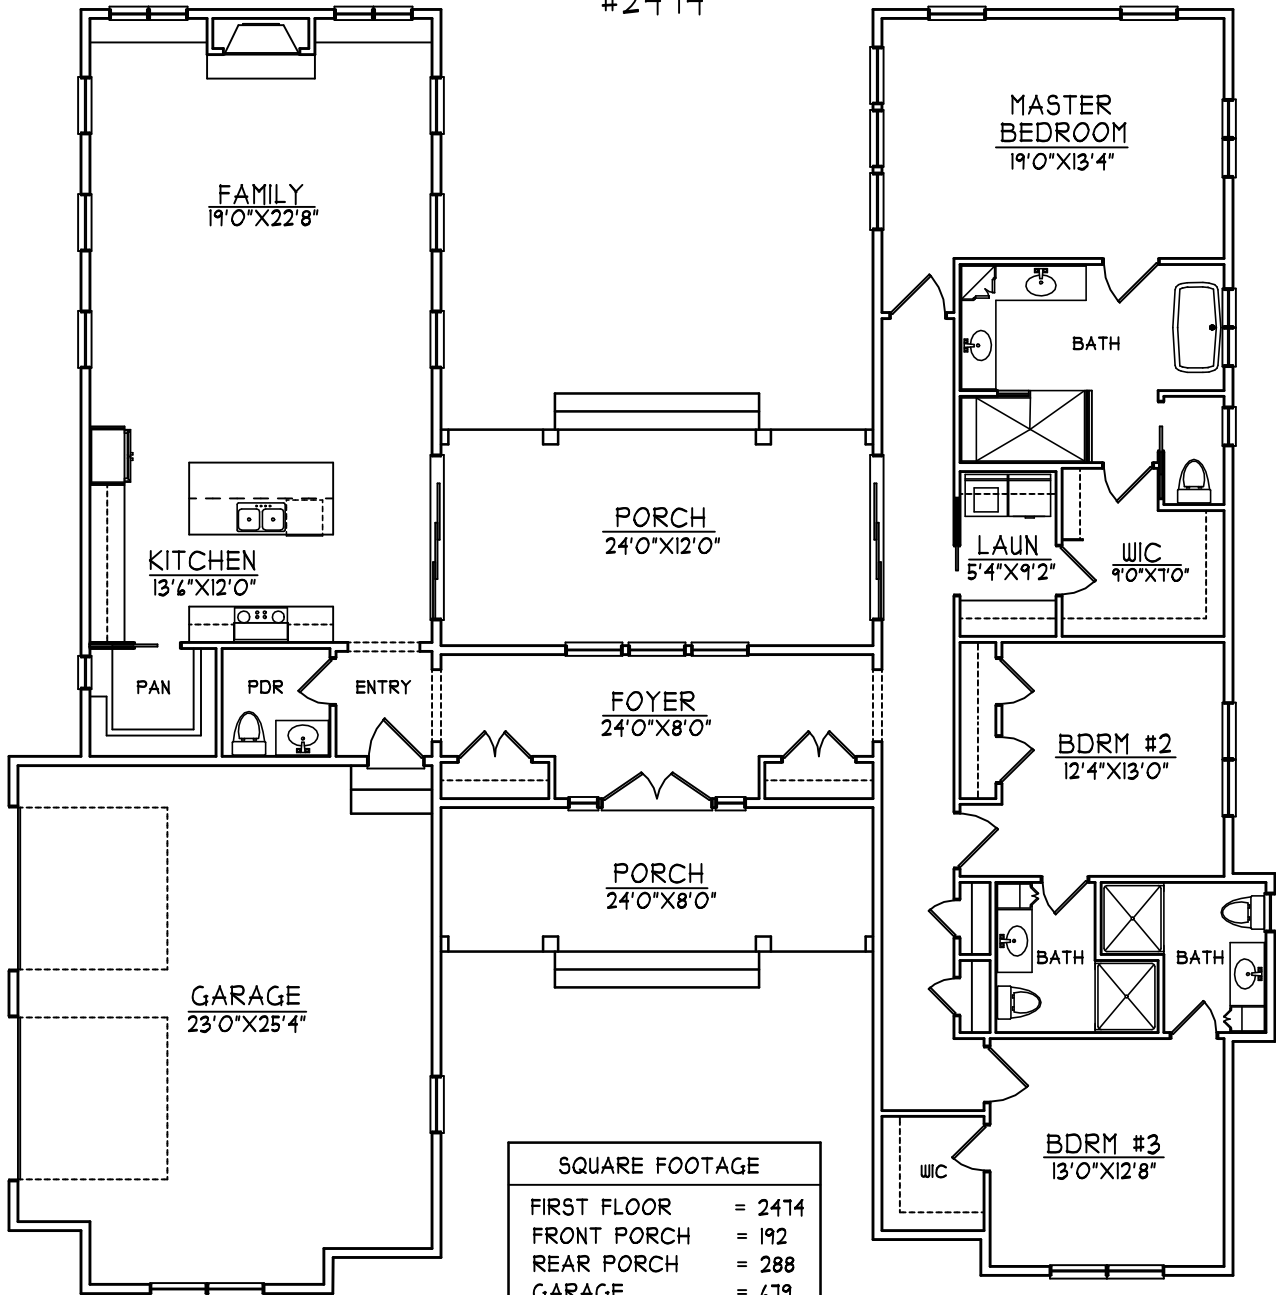 #2474
FAMILY
19'0"X22'8"
MASTER
BEDROOM
19'0"X13'4"
BATH
PORCH
24'0"X12'0"
KITCHEN
13'6"X12'0"
LAUN
5'4"X9'2"
WIC
9'0"X7'0"
PAN
PDR
ENTRY
FOYER
24'0"X8'0"
BDRM #2
12'4"X13'0"
PORCH
24'0"X8'0"
BATH
BATH
GARAGE
23'0"X25'4"
BDRM #3
13'0"X12'8"
WIC
SQUARE FOOTAGE
FIRST FLOOR = 2474
FRONT PORCH = 192
REAR PORCH = 288
GARAGE = 679